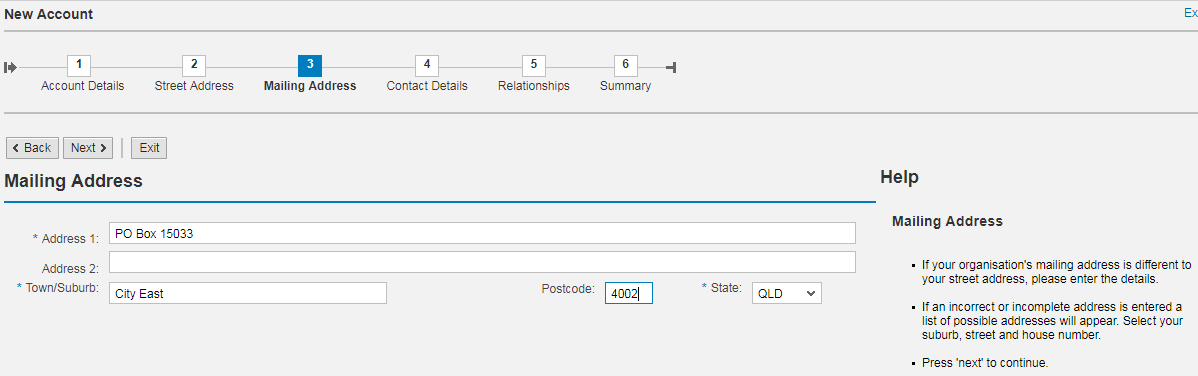 New Account
Ex
1 2 3 4 5 6
Account Details Street Address Mailing Address Contact Details Relationships Summary
Back Next Exit
Mailing Address
* Address 1: PO Box 15033
Address 2:
* Town/Suburb: City East Postcode: 4002 * State: QLD
Help
Mailing Address
If your organisation's mailing address is different to
your street address, please enter the details.
If an incorrect or incomplete address is entered a
list of possible addresses will appear. Select your
suburb, street and house number.
Press 'next' to continue.